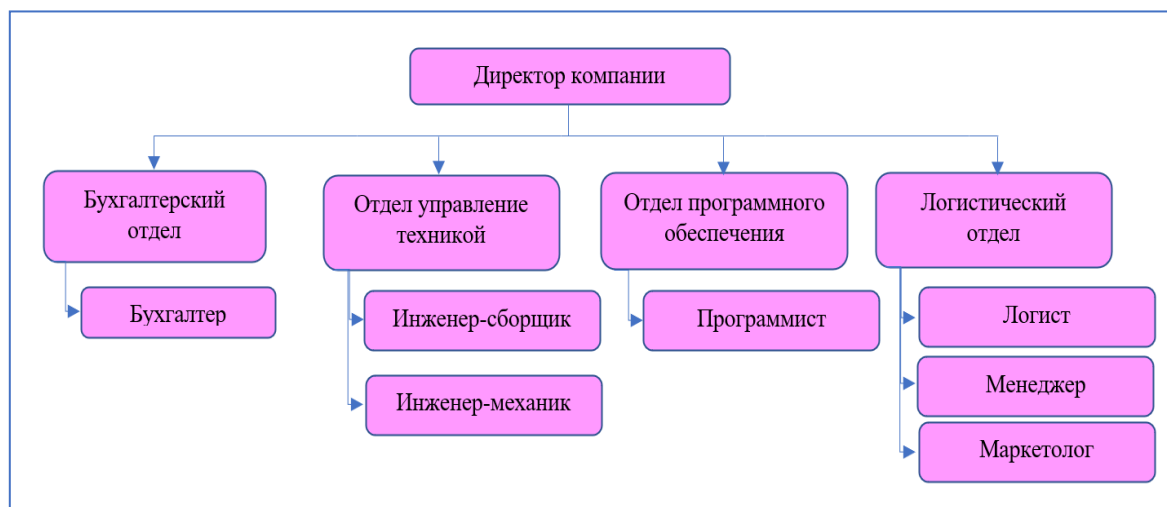 Директор компании
Бухгалтерский
отдел
Отдел управление
техникой
Отдел программного
обеспечения
Логистический
отдел
Бухгалтер
Инженер-сборщик
Инженер-механик
Программист
Логист
Менеджер
Маркетолог